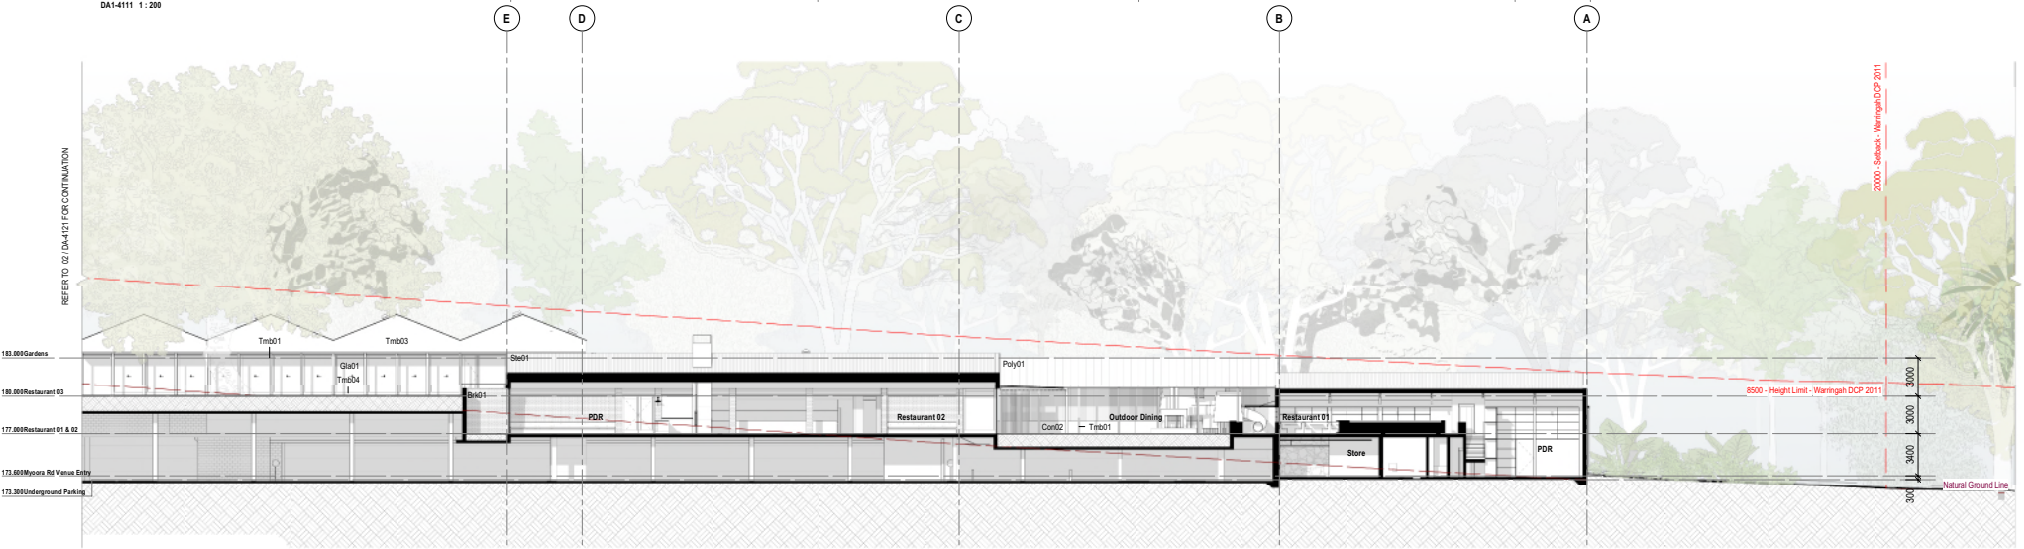 DA1-4111 1 : 200
E
D
C
B
A
REFER TO 02 / DA-4121 FOR CONTINUATION
20000 - Setback - Warringah DCP 2011
Tmb01
Tmb03
183.000 Gardens
Ste01
Poly01
Gla01
Tmb04
3000
180.000 Restaurant 03
Brk01
8500 - Height Limit - Warringah DCP 2011
PDR
Restaurant 02
Outdoor Dining
Restaurant 01
3000
Con02
Tmb01
177.000 Restaurant 01 & 02
Store
PDR
3400
173.600 Myoora Rd Venue Entry
173.300 Underground Parking
300
Natural Ground Line